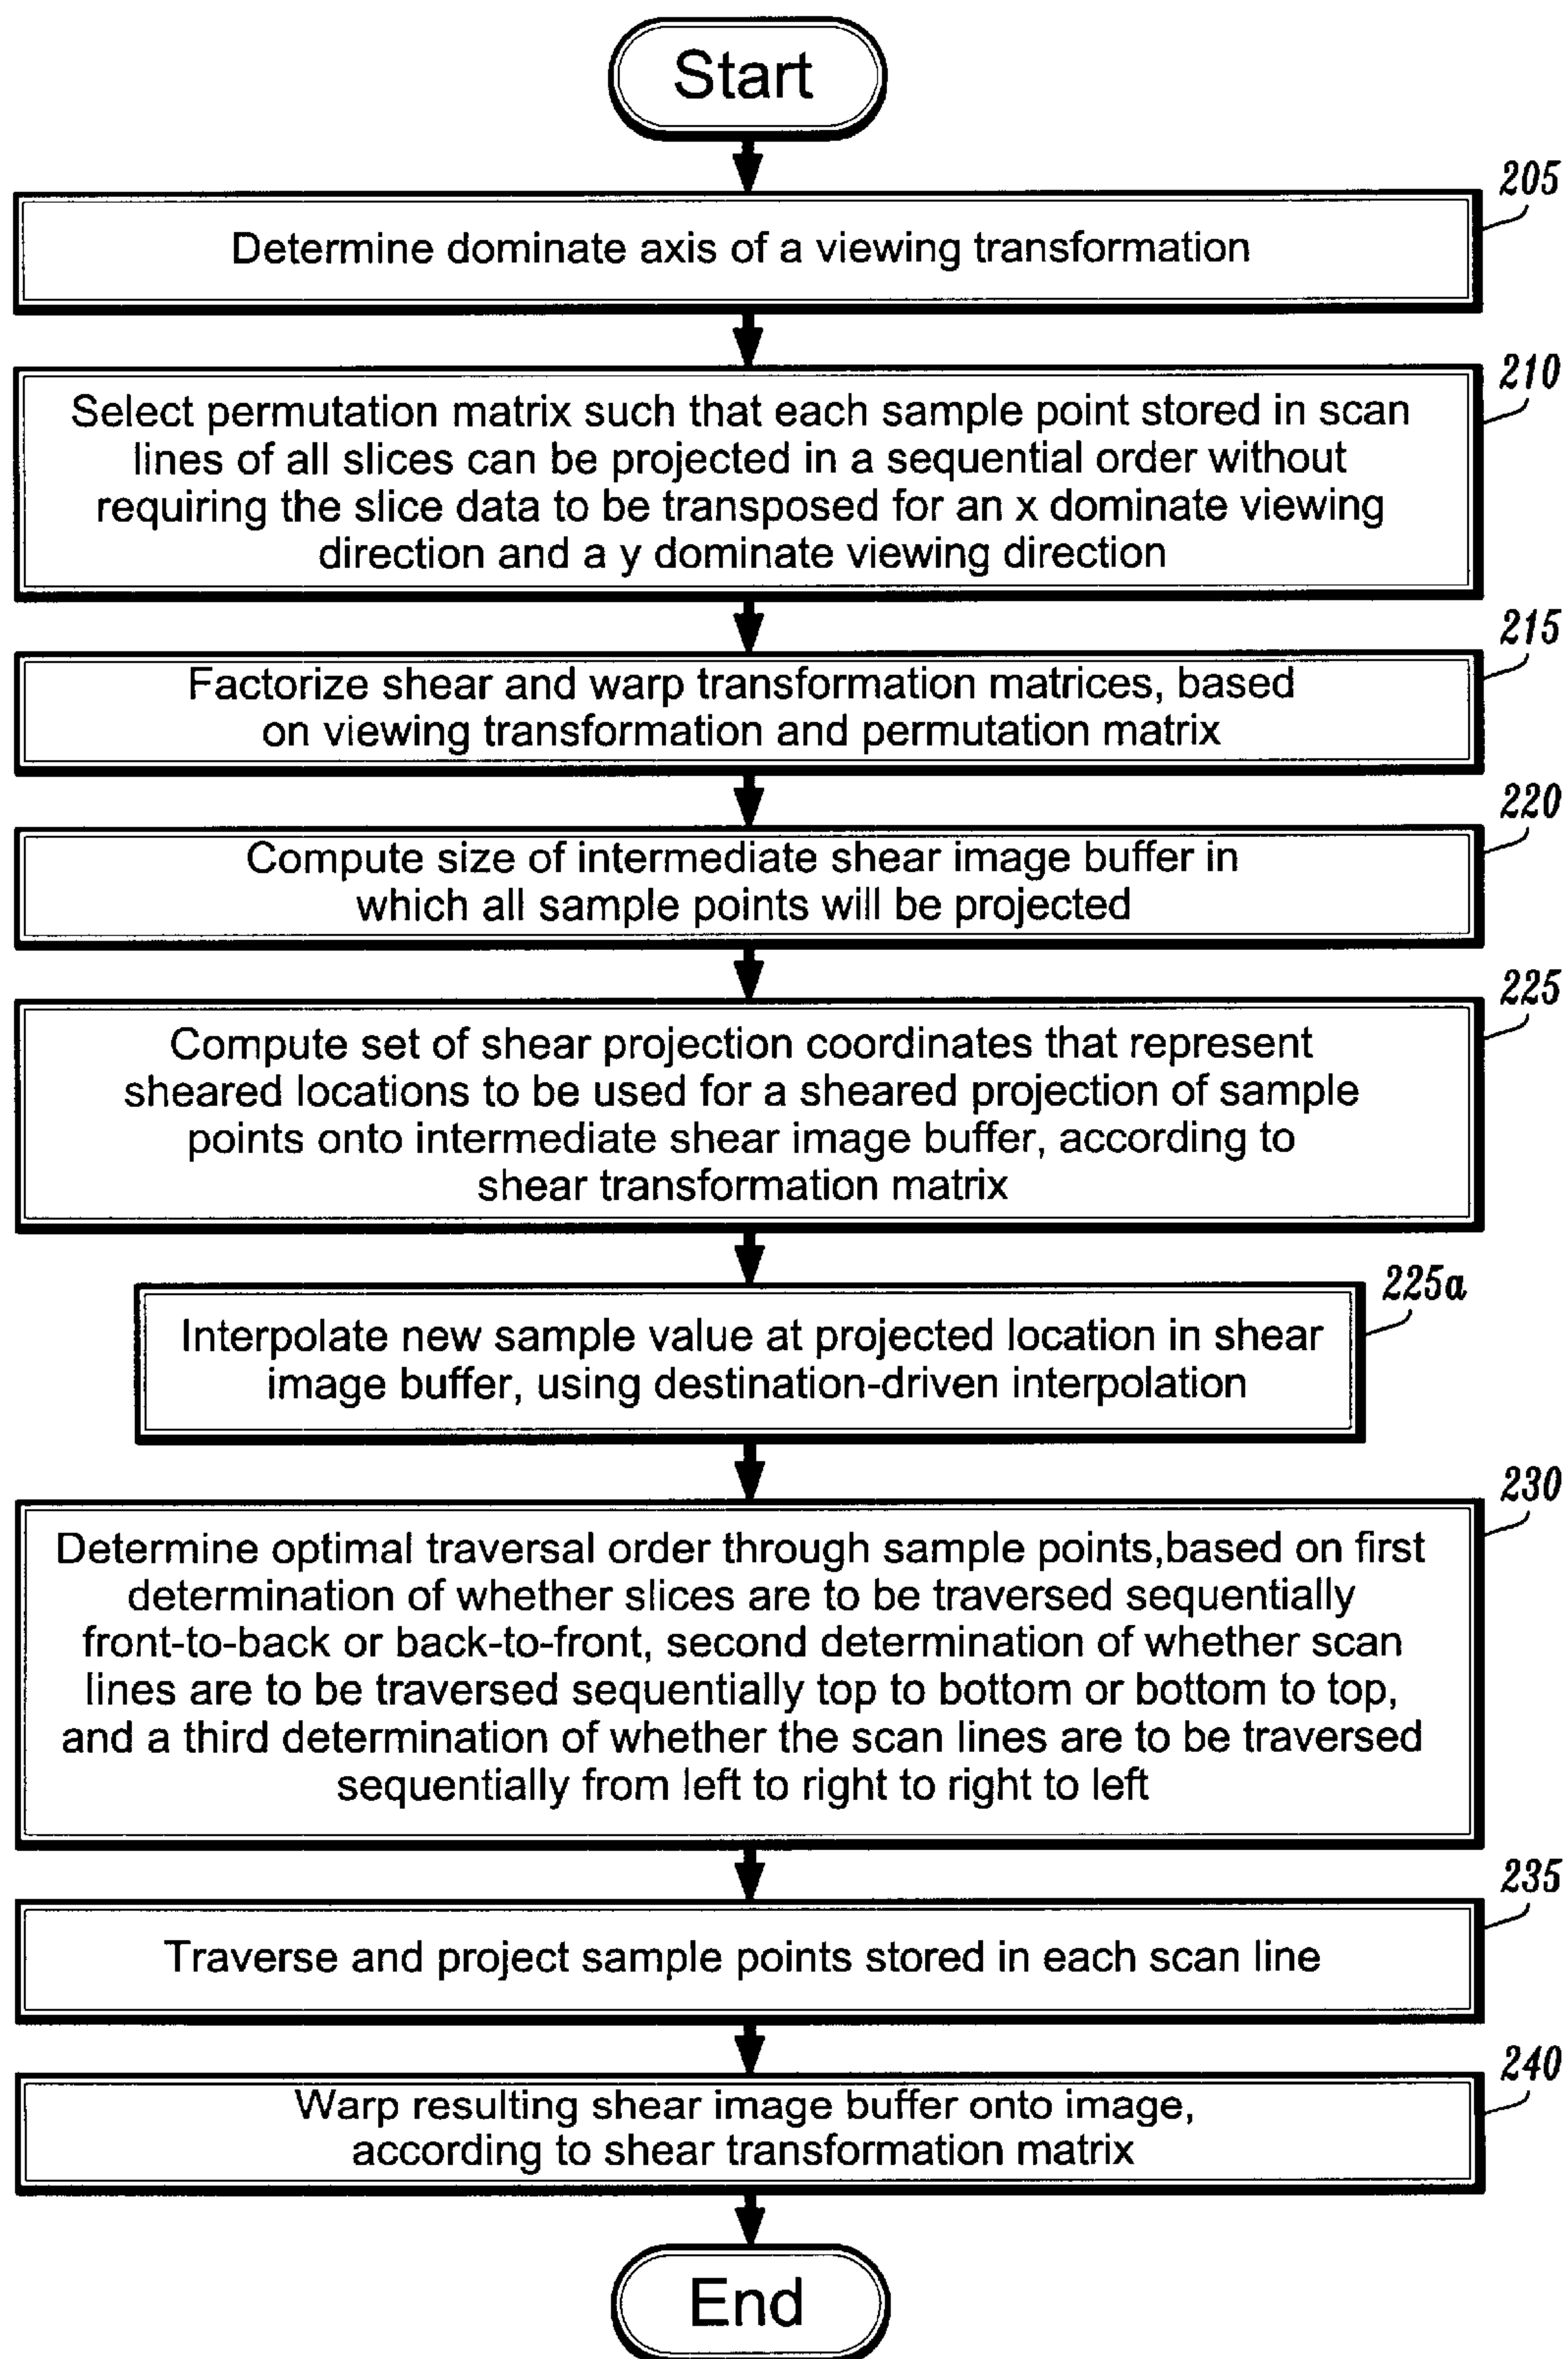 Start
205
Determine dominate axis of a viewing transformation
210
Select permutation matrix such that each sample point stored in scan
lines of all slices can be projected in a sequential order without
requiring the slice data to be transposed for an x dominate viewing
direction and a y dominate viewing direction
215
Factorize shear and warp transformation matrices, based
on viewing transformation and permutation matrix
220
Compute size of intermediate shear image buffer in
which all sample points will be projected
225
Compute set of shear projection coordinates that represent
sheared locations to be used for a sheared projection of sample
points onto intermediate shear image buffer, according to
shear transformation matrix
225a
Interpolate new sample value at projected location in shear
image buffer, using destination-driven interpolation
230
Determine optimal traversal order through sample points,based on first
determination of whether slices are to be traversed sequentially
front-to-back or back-to-front, second determination of whether scan
lines are to be traversed sequentially top to bottom or bottom to top,
and a third determination of whether the scan lines are to be traversed
sequentially from left to right to right to left
235
Traverse and project sample points stored in each scan line
240
Warp resulting shear image buffer onto image,
according to shear transformation matrix
End